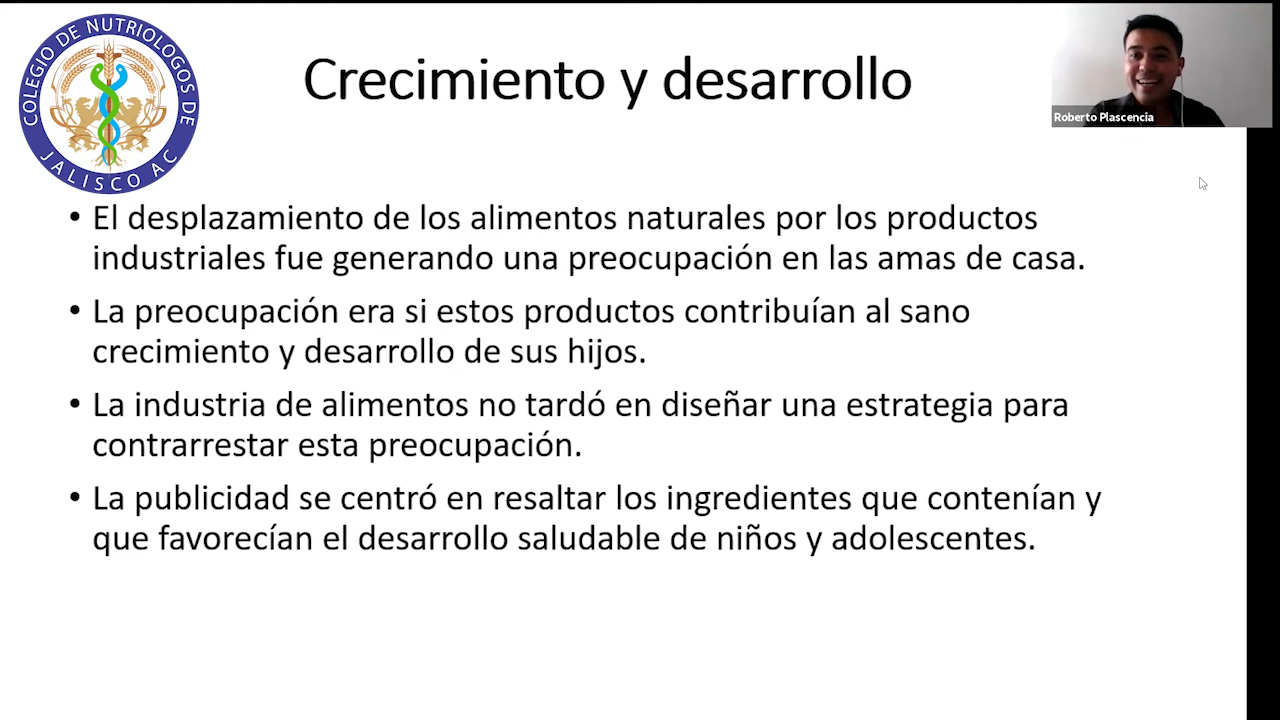 COLEGIO DE NUTRIOLOGOS DE
JALISCO AC
Crecimiento y desarrollo
Roberto Plascencia
• El desplazamiento de los alimentos naturales por los productos
industriales fue generando una preocupación en las amas de casa.
• La preocupación era si estos productos contribuían al sano
crecimiento y desarrollo de sus hijos.
• La industria de alimentos no tardó en diseñar una estrategia para
contrarrestar esta preocupación.
• La publicidad se centró en resaltar los ingredientes que contenían y
que favorecían el desarrollo saludable de niños y adolescentes.